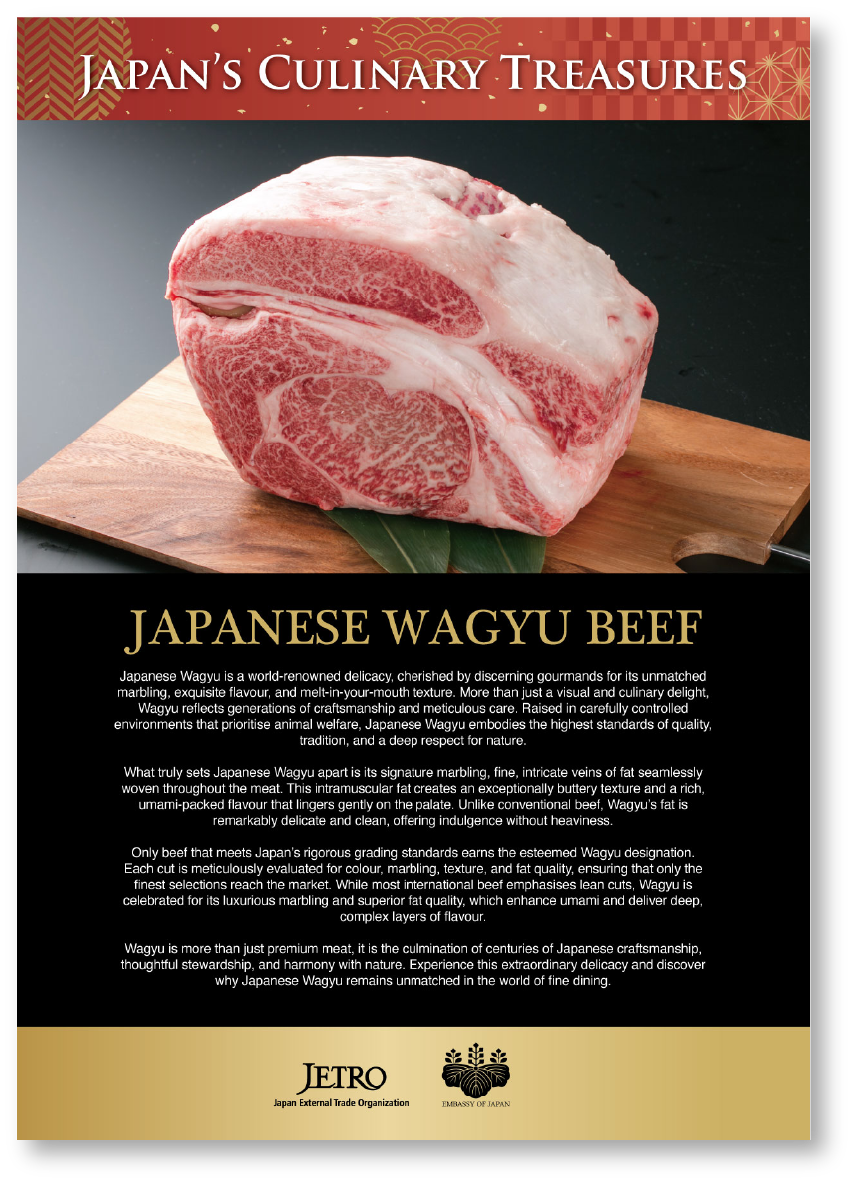 JAPAN'S CULINARY TREASURES
JAPANESE WAGYU BEEF
Japanese Wagyu is a world-renowned delicacy, cherished by discerning gourmands for its unmatched
marbling, exquisite flavour, and melt-in-your-mouth texture. More than just a visual and culinary delight,
Wagyu reflects generations of craftsmanship and meticulous care. Raised in carefully controlled
environments that prioritise animal welfare, Japanese Wagyu embodies the highest standards of quality,
tradition, and a deep respect for nature.
What truly sets Japanese Wagyu apart is its signature marbling, fine, intricate veins of fat seamlessly
woven throughout the meat. This intramuscular fat creates an exceptionally buttery texture and a rich,
umami-packed flavour that lingers gently on the palate. Unlike conventional beef, Wagyu's fat is
remarkably delicate and clean, offering indulgence without heaviness.
Only beef that meets Japan's rigorous grading standards earns the esteemed Wagyu designation.
Each cut is meticulously evaluated for colour, marbling, texture, and fat quality, ensuring that only the
finest selections reach the market. While most international beef emphasises lean cuts, Wagyu is
celebrated for its luxurious marbling and superior fat quality, which enhance umami and deliver deep,
complex layers of flavour.
Wagyu is more than just premium meat, it is the culmination of centuries of Japanese craftsmanship,
thoughtful stewardship, and harmony with nature. Experience this extraordinary delicacy and discover
why Japanese Wagyu remains unmatched in the world of fine dining.
JETRO
Japan External Trade Organization
EMBASSY OF JAPAN